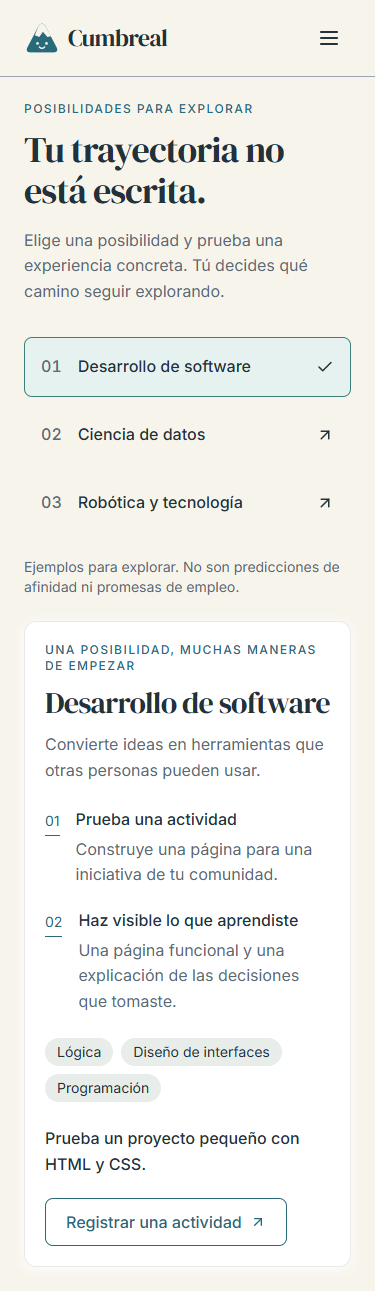 Cumbreal
POSIBILIDADES PARA EXPLORAR
Tu trayectoria no
está escrita.
Elige una posibilidad y prueba una
experiencia concreta. Tú decides qué
camino seguir explorando.
01 Desarrollo de software
02 Ciencia de datos
03 Robótica y tecnología
Ejemplos para explorar. No son predicciones de
afinidad ni promesas de empleo.
UNA POSIBILIDAD, MUCHAS MANERAS
DE EMPEZAR
Desarrollo de software
Convierte ideas en herramientas que
otras personas pueden usar.
01 Prueba una actividad
Construye una página para una
iniciativa de tu comunidad.
02 Haz visible lo que aprendiste
Una página funcional y una
explicación de las decisiones
que tomaste.
Lógica Diseño de interfaces
Programación
Prueba un proyecto pequeño con
HTML y CSS.
Registrar una actividad